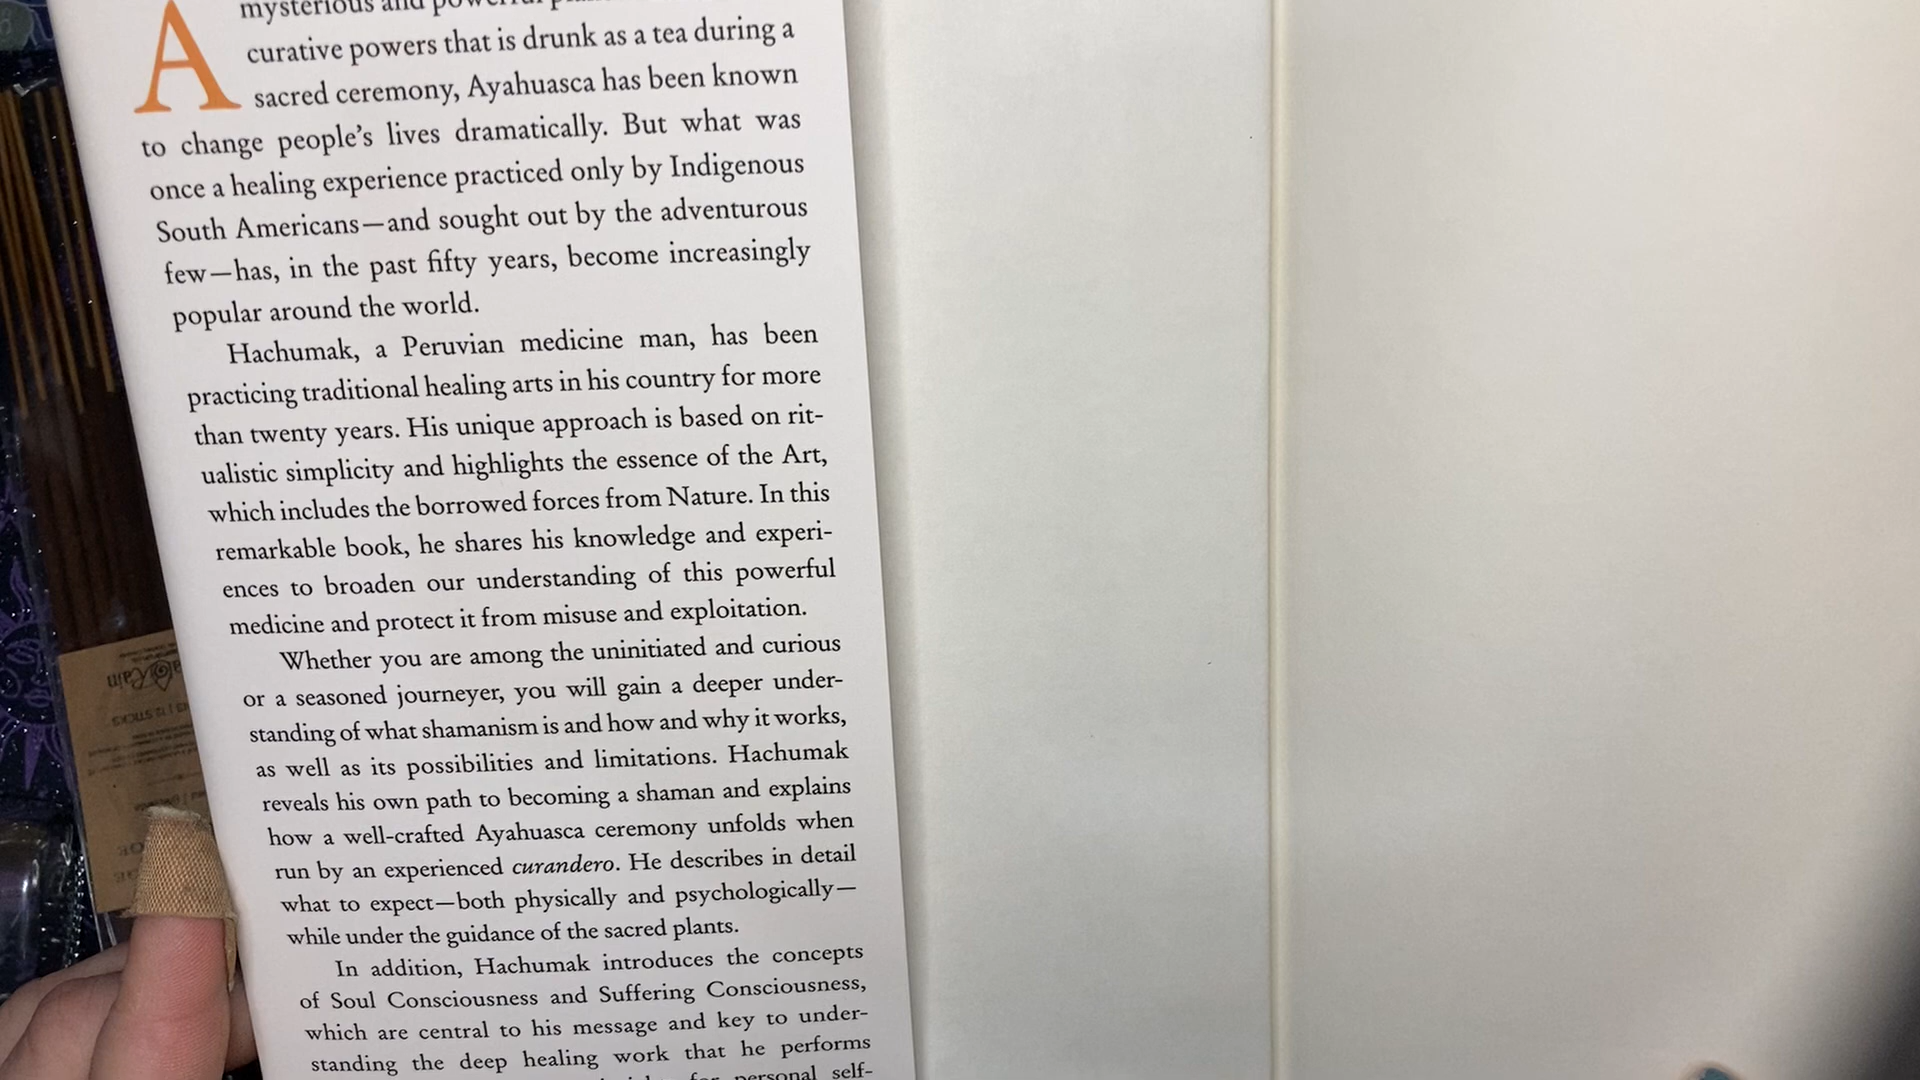 A mysterious and powerful
curative powers that is drunk as a tea during a
sacred ceremony, Ayahuasca has been known
to change people's lives dramatically. But what was
once a healing experience practiced only by Indigenous
South Americans—and sought out by the adventurous
few—has, in the past fifty years, become increasingly
popular around the world.
Hachumak, a Peruvian medicine man, has been
practicing traditional healing arts in his country for more
than twenty years. His unique approach is based on rit-
ualistic simplicity and highlights the essence of the Art,
which includes the borrowed forces from Nature. In this
remarkable book, he shares his knowledge and experi-
ences to broaden our understanding of this powerful
medicine and protect it from misuse and exploitation.
Whether you are among the uninitiated and curious
or a seasoned journeyer, you will gain a deeper under-
standing of what shamanism is and how and why it works,
as well as its possibilities and limitations. Hachumak
reveals his own path to becoming a shaman and explains
how a well-crafted Ayahuasca ceremony unfolds when
run by an experienced curandero. He describes in detail
what to expect—both physically and psychologically—
while under the guidance of the sacred plants.
In addition, Hachumak introduces the concepts
of Soul Consciousness and Suffering Consciousness,
which are central to his message and key to under-
standing the deep healing work that he performs
for personal self-